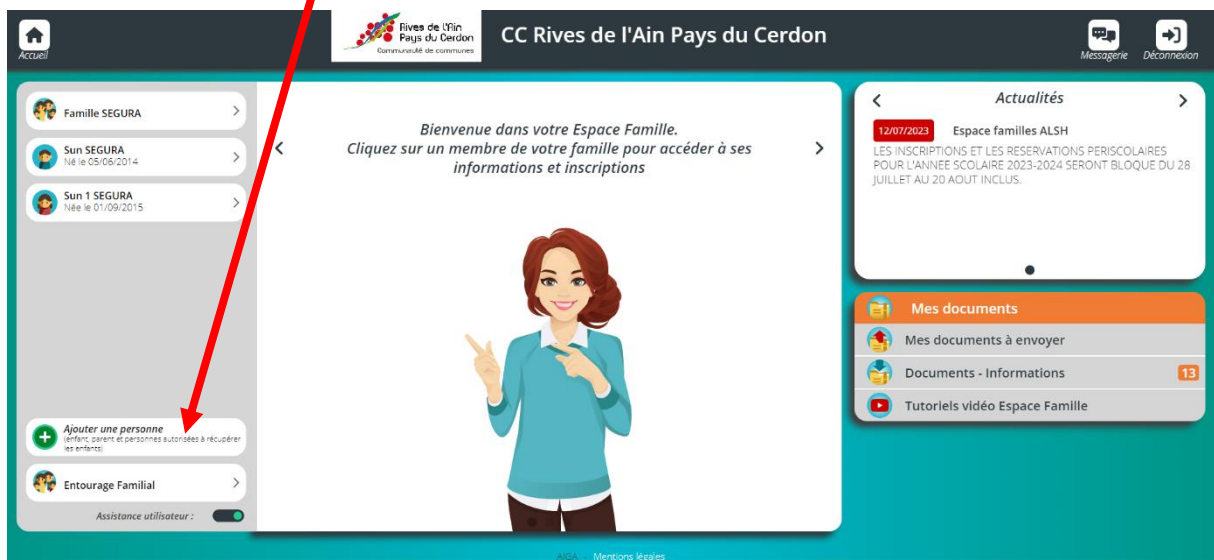 Accueil
Rives de l'Ain
Pays du Cerdon
Communauté de communes
CC Rives de l'Ain Pays du Cerdon
Messagerie
Déconnexion
Famille SEGURA
Sun SEGURA
Né le 05/06/2014
Sun 1 SEGURA
Née le 01/09/2015
Ajouter une personne
(enfant, parent et personnes autorisées à récupérer
les enfants)
Entourage Familial
Assistance utilisateur :
Bienvenue dans votre Espace Famille.
Cliquez sur un membre de votre famille pour accéder à ses
informations et inscriptions
Actualités
12/07/2023 Espace familles ALSH
LES INSCRIPTIONS ET LES RESERVATIONS PERISCOLAIRES
POUR L'ANNEE SCOLAIRE 2023-2024 SERONT BLOQUE DU 28
JUILLET AU 20 AOUT INCLUS.
Mes documents
Mes documents à envoyer
Documents - Informations 13
Tutoriels vidéo Espace Famille
AIGA - Mentions légales